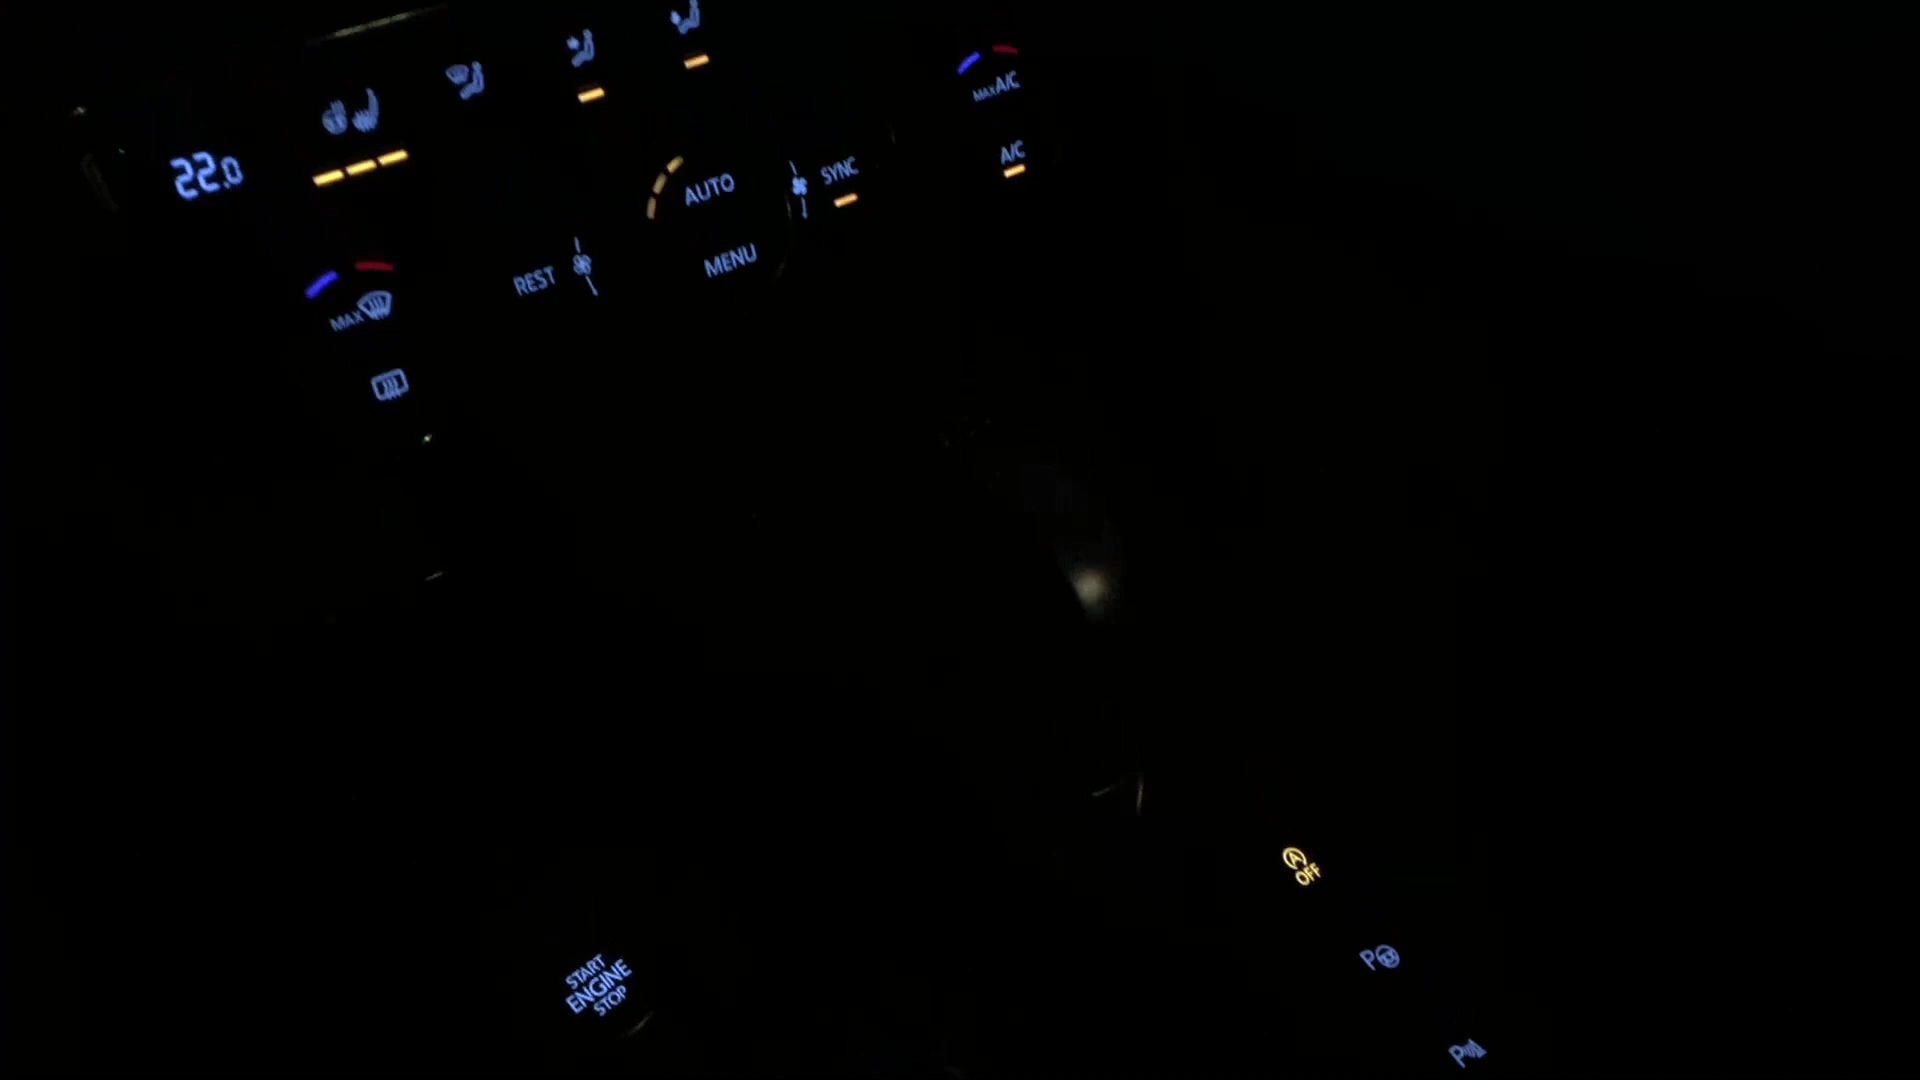 22.0
MAX A/C
A/C
AUTO
SYNC
REST
MENU
MAX
A
OFF
P
START
ENGINE
STOP
P